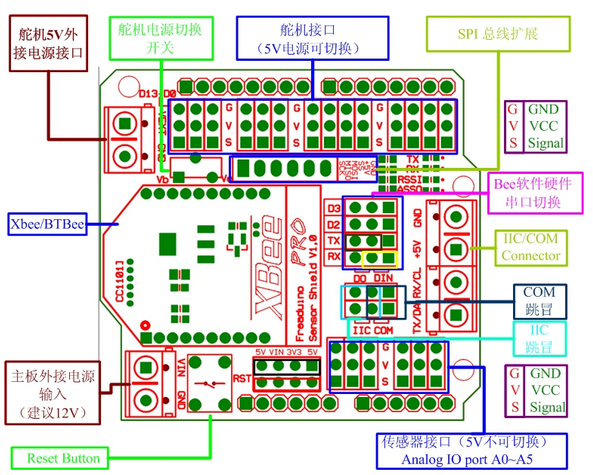 舵机5V外
接电源接口
舵机电源切换
开关
舵机接口
(5V电源可切换)
SPI 总线扩展
D13-D0
G
V
S
G
V
S
G
V
S
G GND
V VCC
S Signal
Vb
Vc
TX
RX
RSSI
ASSO
Bee软件硬件
串口切换
Xbee/BTBee
D3
D2
TX
RX
GND
+5V
RX/CL
TX/DA
IIC/COM
Connector
CC1101J
XBee
PRO
Freeduino
Sensor Shield V1.0
DO DIN
COM
跳冒
IIC
跳冒
IIC COM
主板外接电源
输入
(建议12V)
VIN
GND
RST
5V VIN 3V3 5V
G
V
S
G GND
V VCC
S Signal
传感器接口(5V不可切换)
Analog IO port A0~A5
Reset Button